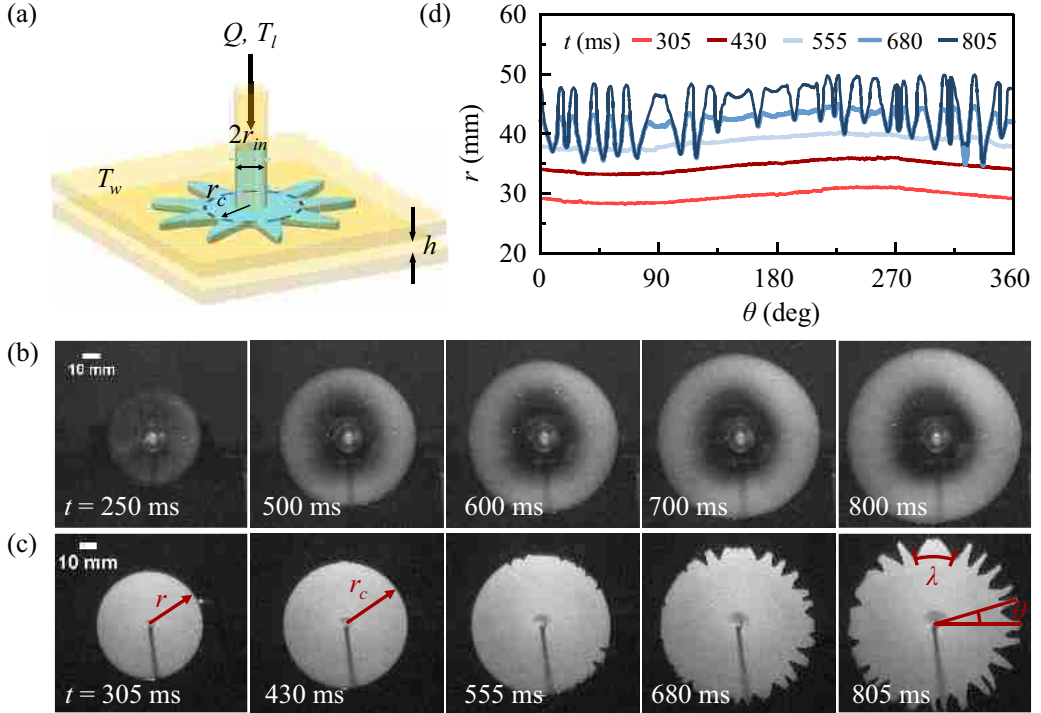 (a)
Q, T_l
2r_in
T_w
r_c
h
(d)
60
50
40
30
20
r (mm)
t (ms) 305 430 555 680 805
0 90 180 270 360
θ (deg)
(b)
10 mm
t = 250 ms 500 ms 600 ms 700 ms 800 ms
(c)
10 mm
r
r_c
λ
θ
t = 305 ms 430 ms 555 ms 680 ms 805 ms